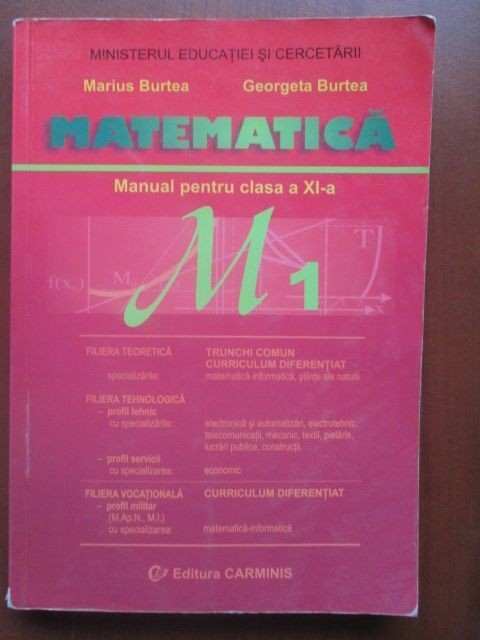 MINISTERUL EDUCAȚIEI ȘI CERCETĂRII
Marius Burtea Georgeta Burtea
MATEMATICĂ
Manual pentru clasa a XI-a
M 1
f(x₀) M₀ T x
FILIERA TEORETICĂ TRUNCHI COMUN
CURRICULUM DIFERENȚIAT
specializările: matematică-informatică, științe ale naturii
FILIERA TEHNOLOGICĂ
– profil tehnic
cu specializările: electronică și automatizări, electrotehnic,
telecomunicații, mecanic, textil, pielărie,
lucrări publice, construcții.
– profil servicii
cu specializarea: economic
FILIERA VOCAȚIONALĂ CURRICULUM DIFERENȚIAT
– profil militar
(M.Ap.N., M.I.)
cu specializarea: matematică-informatică
Editura CARMINIS